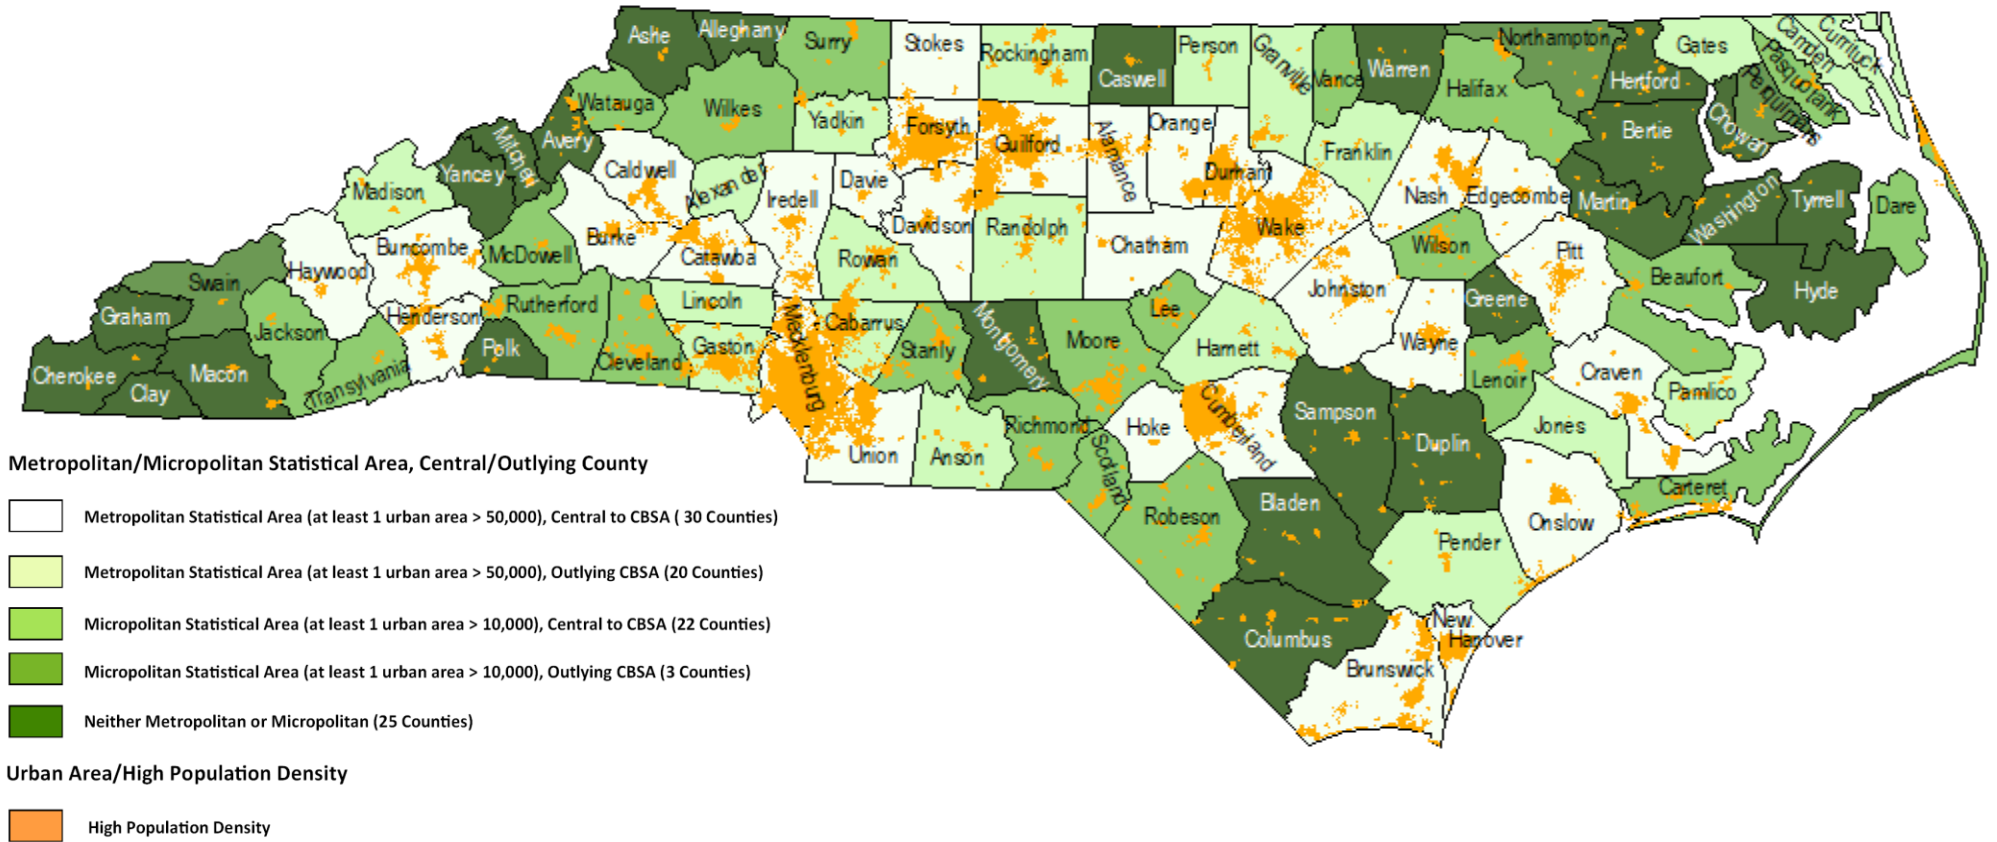 Ashe
Alleghany
Surry
Stokes
Rockingham
Caswell
Person
Granville
Vance
Warren
Northampton
Halifax
Hertford
Gates
Camden
Currituck
Pasquotank
Perquimans
Chowan
Bertie
Watauga
Wilkes
Yadkin
Forsyth
Guilford
Alamance
Orange
Durham
Franklin
Nash
Edgecombe
Martin
Washington
Tyrrell
Dare
Mitchell
Avery
Yancey
Madison
Caldwell
Alexander
Iredell
Davie
Davidson
Randolph
Chatham
Wake
Wilson
Pitt
Beaufort
Hyde
Buncombe
McDowell
Burke
Catawba
Rowan
Johnston
Greene
Haywood
Swain
Graham
Jackson
Henderson
Rutherford
Lincoln
Cabarrus
Mecklenburg
Montgomery
Moore
Lee
Harnett
Wayne
Lenoir
Craven
Pamlico
Cherokee
Clay
Macon
Transylvania
Polk
Cleveland
Gaston
Stanly
Union
Anson
Richmond
Scotland
Hoke
Cumberland
Sampson
Duplin
Jones
Carteret
Onslow
Robeson
Bladen
Pender
Columbus
Brunswick
New
Hanover
Metropolitan/Micropolitan Statistical Area, Central/Outlying County
Metropolitan Statistical Area (at least 1 urban area > 50,000), Central to CBSA ( 30 Counties)
Metropolitan Statistical Area (at least 1 urban area > 50,000), Outlying CBSA (20 Counties)
Micropolitan Statistical Area (at least 1 urban area > 10,000), Central to CBSA (22 Counties)
Micropolitan Statistical Area (at least 1 urban area > 10,000), Outlying CBSA (3 Counties)
Neither Metropolitan or Micropolitan (25 Counties)
Urban Area/High Population Density
High Population Density